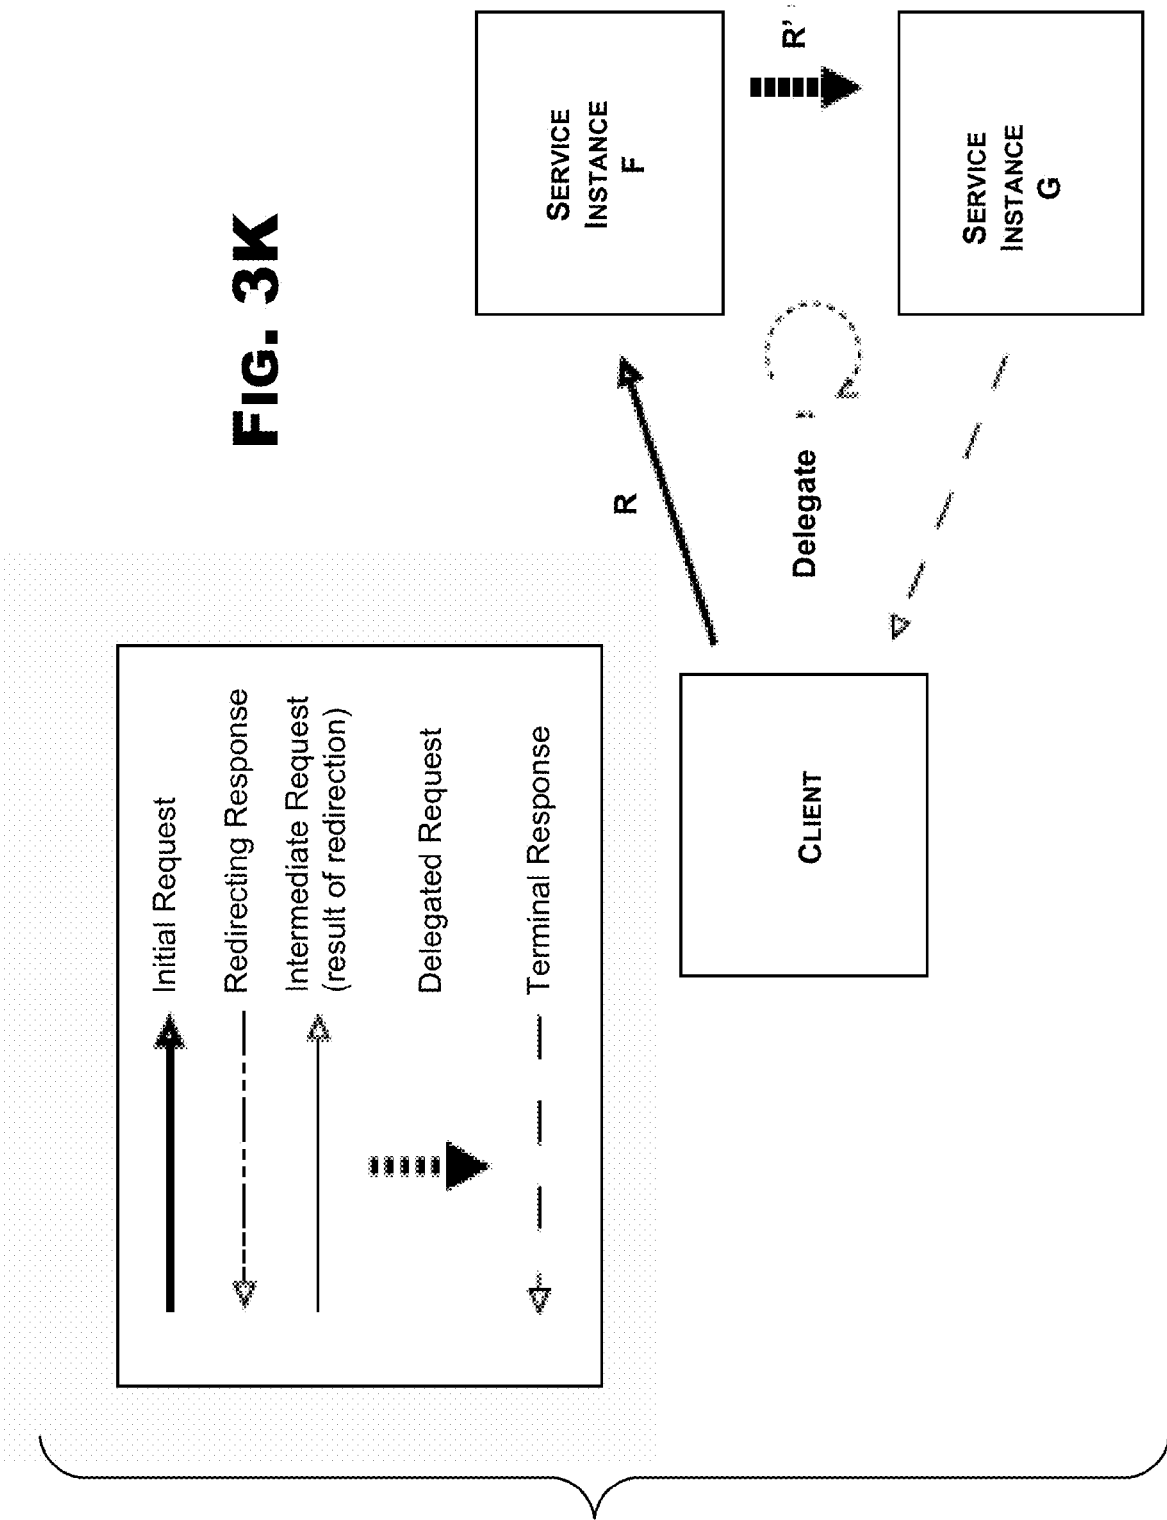 FIG. 3K
Initial Request
Redirecting Response
Intermediate Request
(result of redirection)
Delegated Request
Terminal Response
CLIENT
R
Delegate
SERVICE
INSTANCE
F
R'
SERVICE
INSTANCE
G